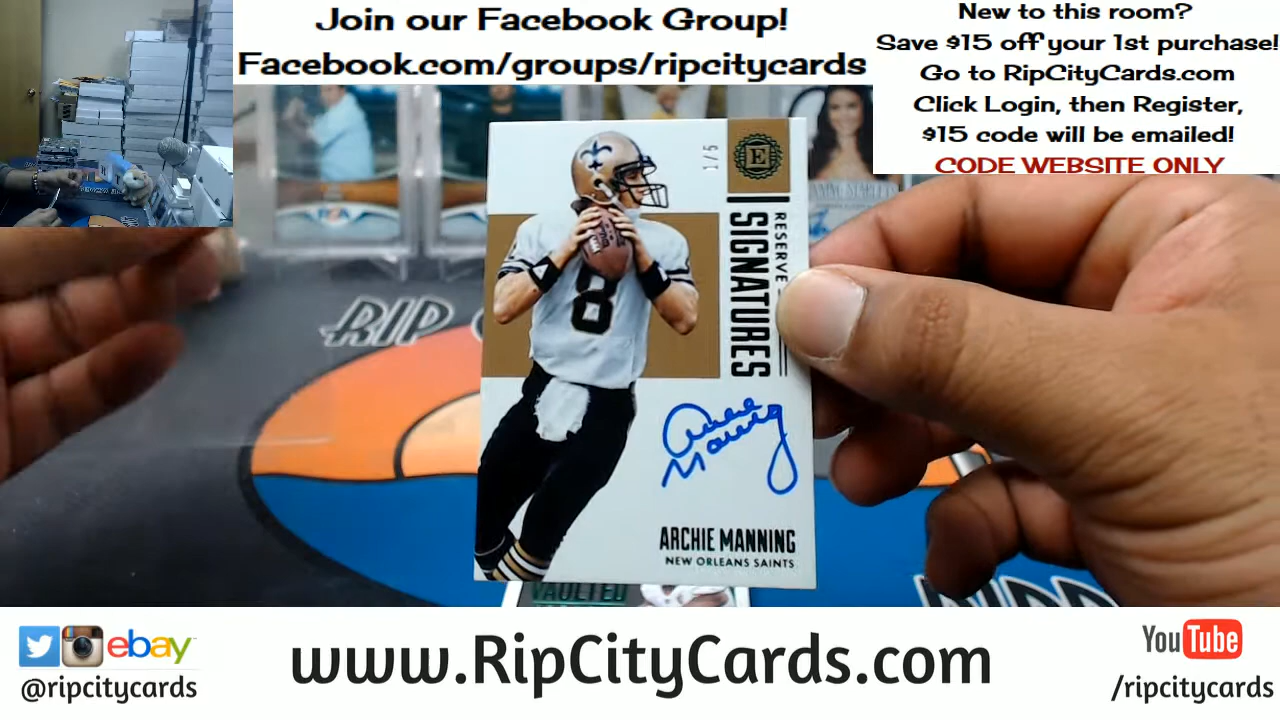 Join our Facebook Group!
Facebook.com/groups/ripcitycards
New to this room?
Save $15 off your 1st purchase!
Go to RipCityCards.com
Click Login, then Register,
$15 code will be emailed!
CODE WEBSITE ONLY
1/5
E
RESERVE
SIGNATURES
8
Archie Manning
ARCHIE MANNING
NEW ORLEANS SAINTS
RIP
VAULTED
ebay
@ripcitycards
www.RipCityCards.com
YouTube
/ripcitycards